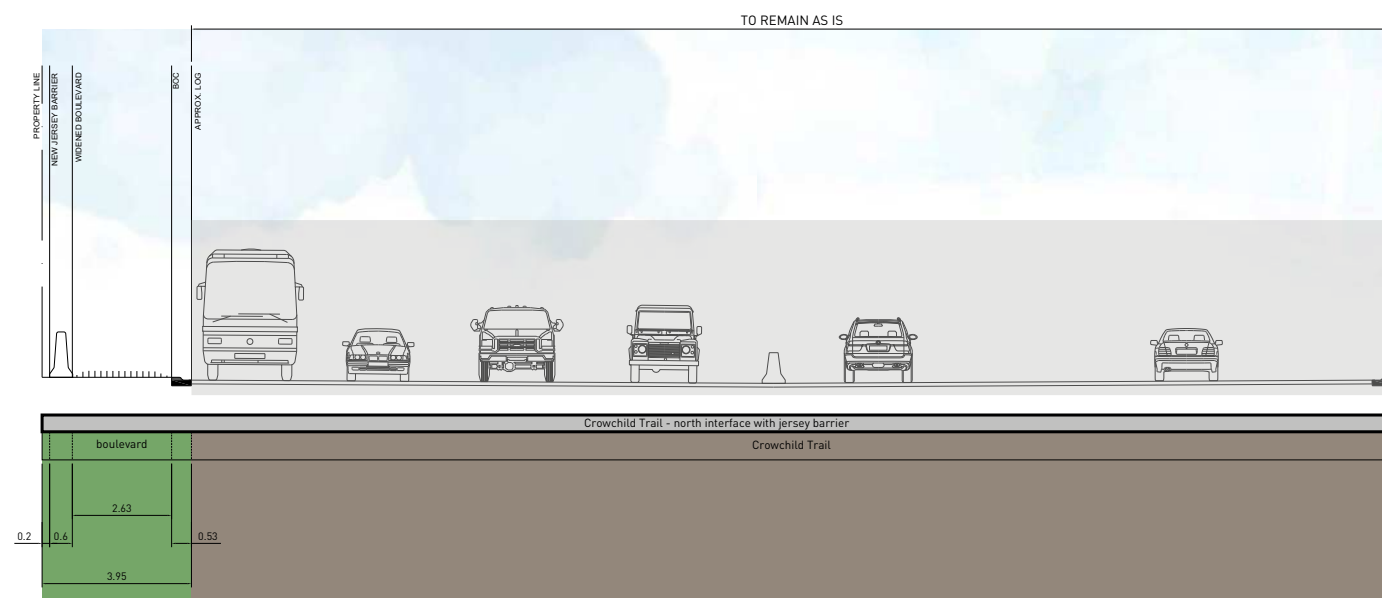 TO REMAIN AS IS
PROPERTY LINE
NEW JERSEY BARRIER
WIDENED BOULEVARD
BOC
APPROX. LOG
Crowchild Trail - north interface with jersey barrier
boulevard
Crowchild Trail
2.63
0.2
0.6
0.53
3.95